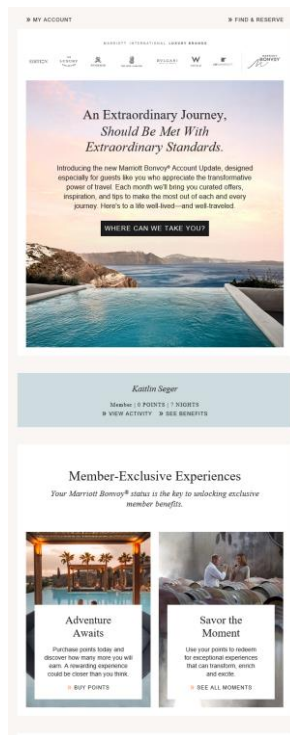 » MY ACCOUNT
» FIND & RESERVE
MARRIOTT INTERNATIONAL LUXURY BRANDS
EDITION
W
MARRIOTT
BONVOY
An Extraordinary Journey,
Should Be Met With
Extraordinary Standards.
Introducing the new Marriott Bonvoy® Account Update, designed
especially for guests like you who appreciate the transformative
power of travel. Each month we'll bring you curated offers,
inspiration, and tips to make the most out of each and every
journey. Here's to a life well-lived—and well-traveled.
WHERE CAN WE TAKE YOU?
Kaitlin Seger
Member | 0 POINTS | 7 NIGHTS
» VIEW ACTIVITY » SEE BENEFITS
Member-Exclusive Experiences
Your Marriott Bonvoy® status is the key to unlocking exclusive
member benefits.
Adventure
Awaits
Purchase points today and
discover how many more you will
earn. A rewarding experience
could be closer than you think.
» BUY POINTS
Savor the
Moment
Use your points to redeem
for exceptional experiences
that can transform, enrich
and excite.
» SEE ALL MOMENTS